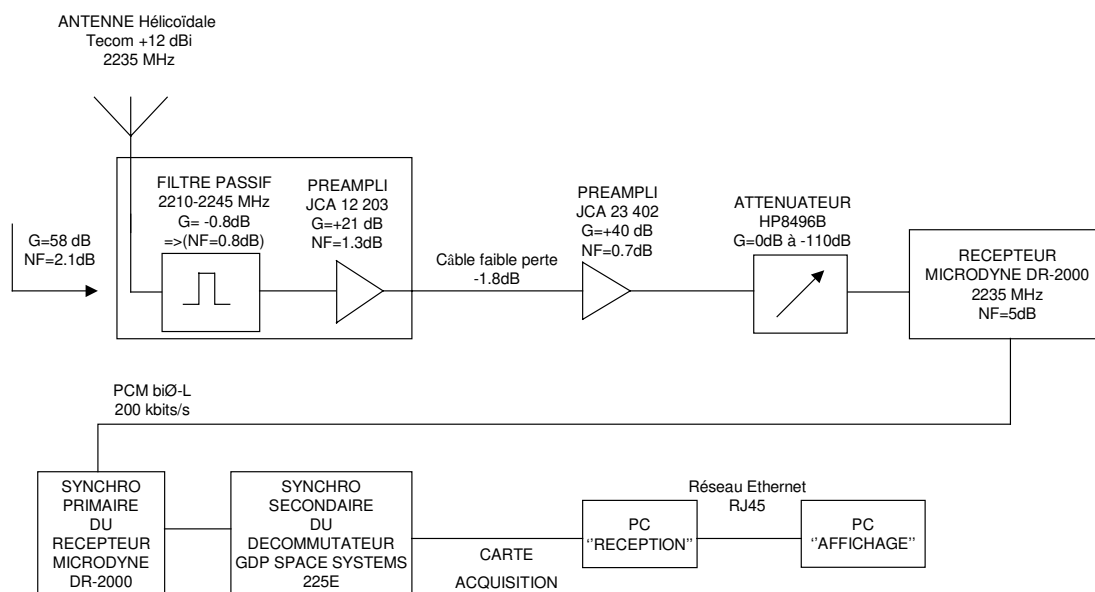 ANTENNE Hélicoïdale
Tecom +12 dBi
2235 MHz
G=58 dB
NF=2.1dB
FILTRE PASSIF
2210-2245 MHz
G= -0.8dB
=>(NF=0.8dB)
PREAMPLI
JCA 12 203
G=+21 dB
NF=1.3dB
Câble faible perte
-1.8dB
PREAMPLI
JCA 23 402
G=+40 dB
NF=0.7dB
ATTENUATEUR
HP8496B
G=0dB à -110dB
RECEPTEUR
MICRODYNE DR-2000
2235 MHz
NF=5dB
PCM biØ-L
200 kbits/s
SYNCHRO
PRIMAIRE
DU
RECEPTEUR
MICRODYNE
DR-2000
SYNCHRO
SECONDAIRE
DU
DECOMMUTATEUR
GDP SPACE SYSTEMS
225E
CARTE
ACQUISITION
PC
‘’RECEPTION’’
Réseau Ethernet
RJ45
PC
‘’AFFICHAGE’’